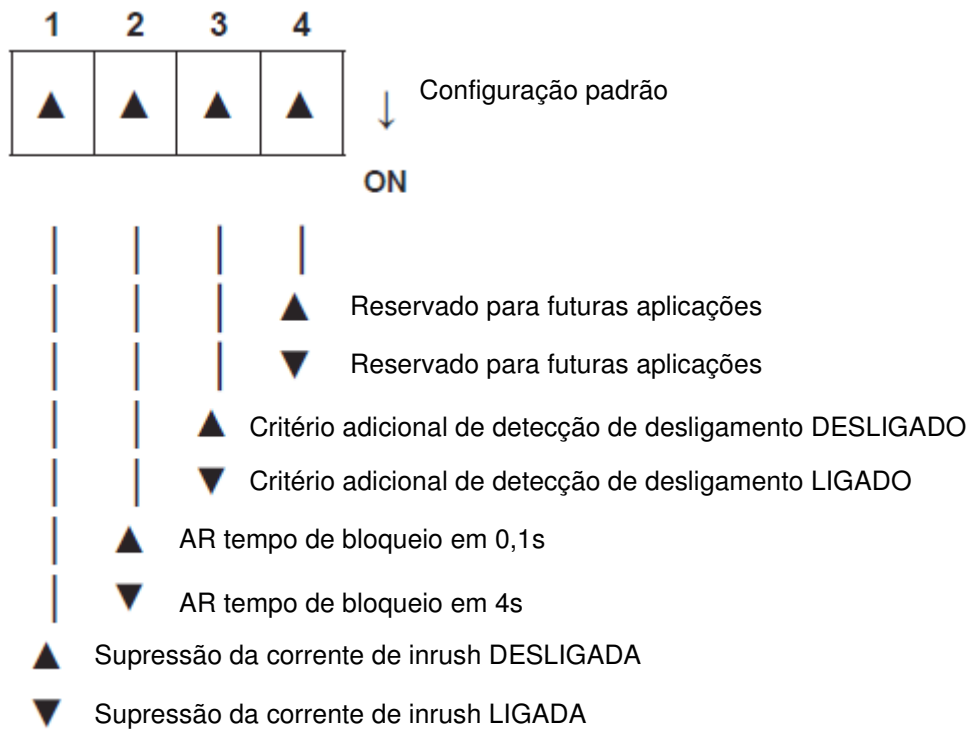 1 2 3 4
▲ ▲ ▲ ▲ ↓ Configuração padrão
ON
▲ Reservado para futuras aplicações
▼ Reservado para futuras aplicações
▲ Critério adicional de detecção de desligamento DESLIGADO
▼ Critério adicional de detecção de desligamento LIGADO
▲ AR tempo de bloqueio em 0,1s
▼ AR tempo de bloqueio em 4s
▲ Supressão da corrente de inrush DESLIGADA
▼ Supressão da corrente de inrush LIGADA